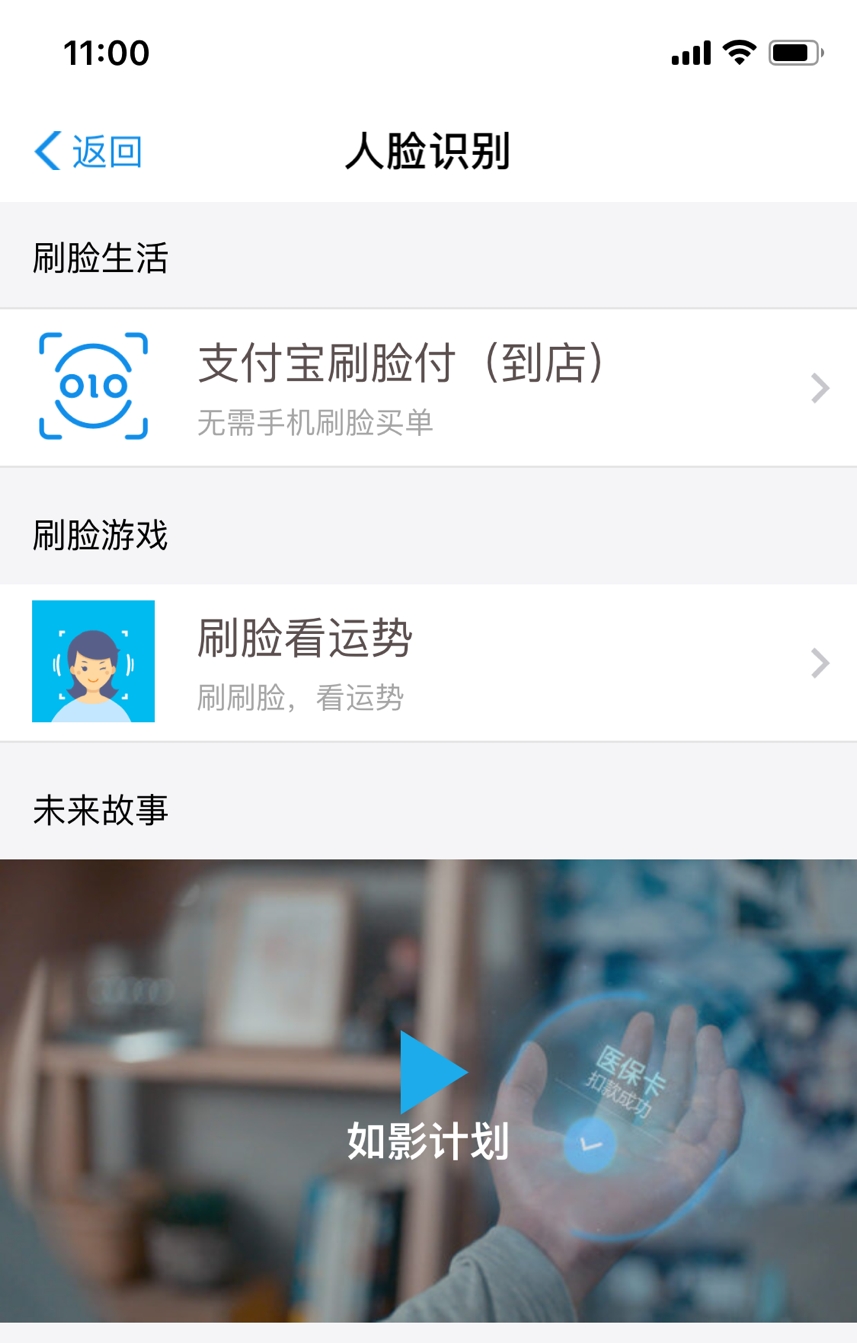 11:00
返回
人脸识别
刷脸生活
支付宝刷脸付（到店）
无需手机刷脸买单
刷脸游戏
刷脸看运势
刷刷脸，看运势
未来故事
医保卡
扣款成功
如影计划